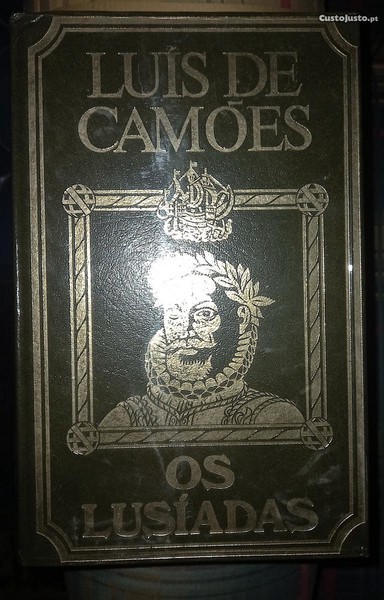 CustoJusto.pt
LUÍS DE
CAMÕES
OS
LUSÍADAS